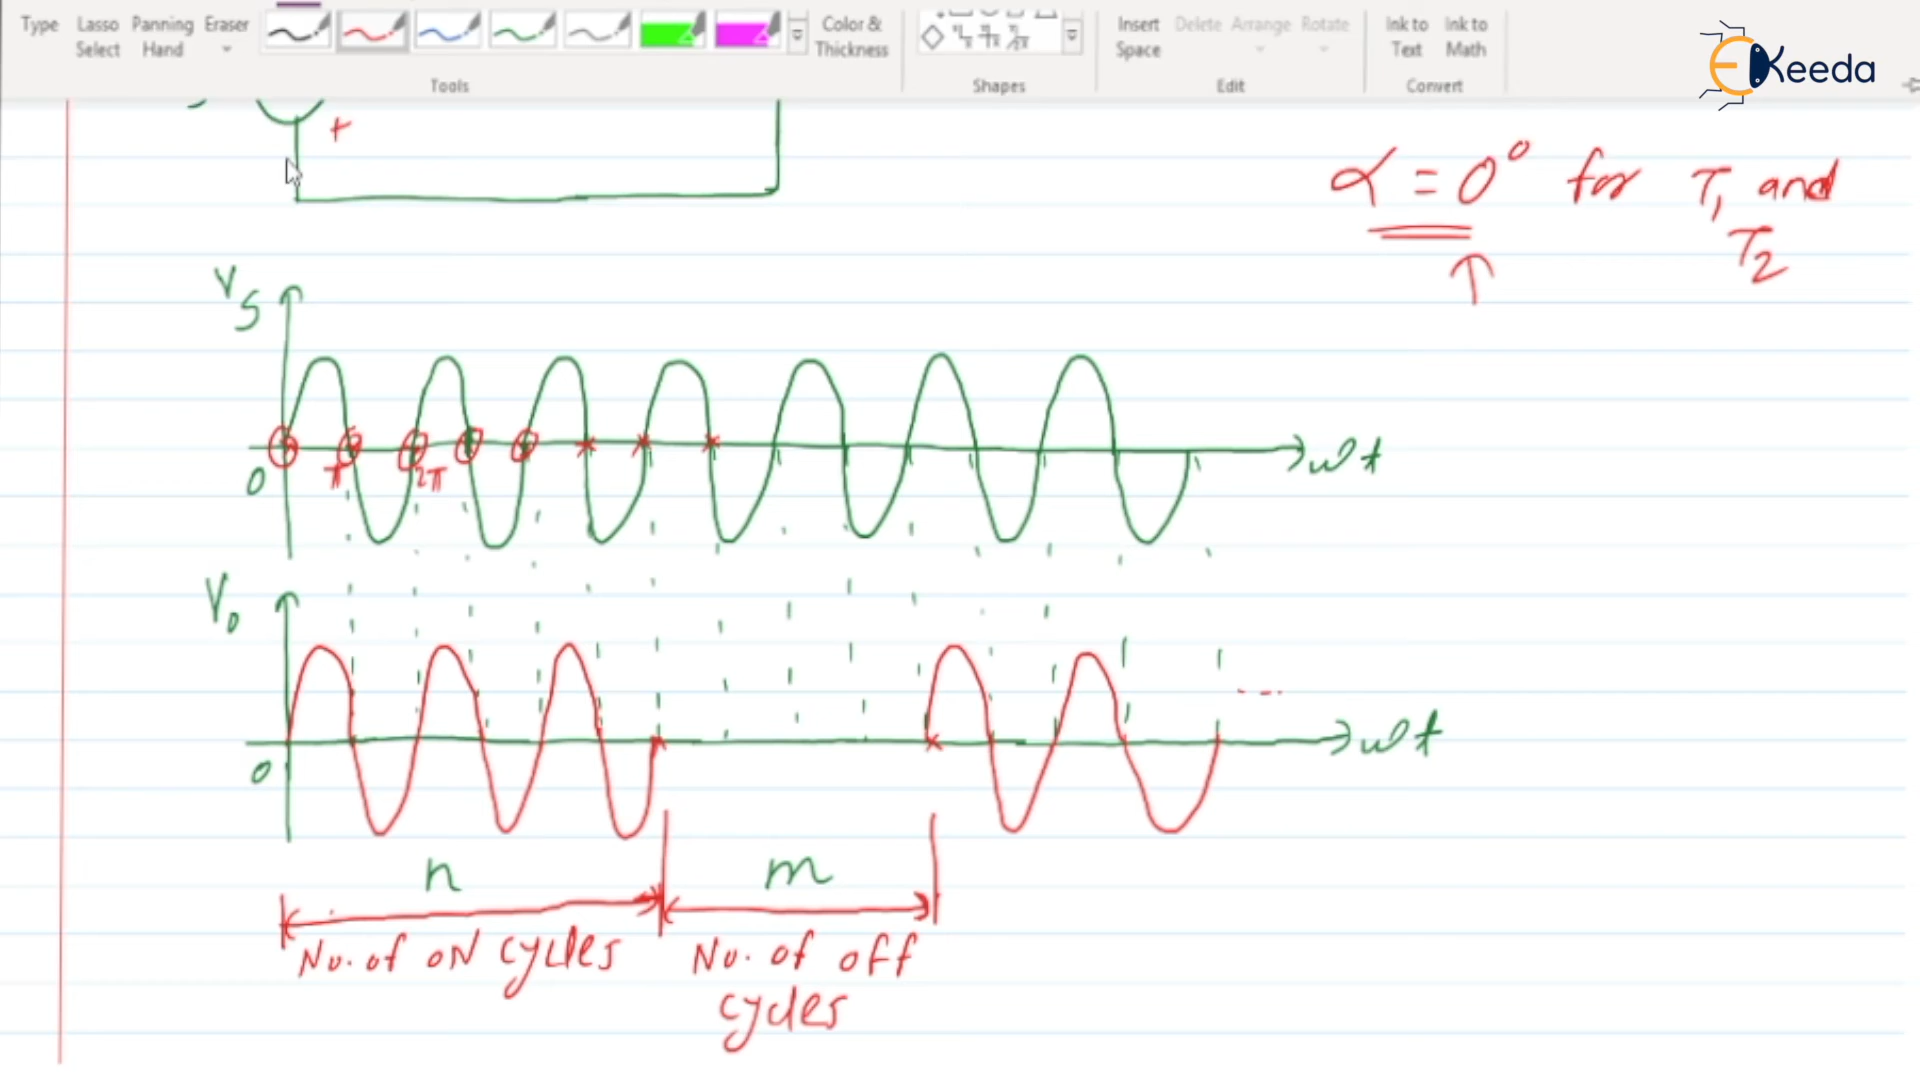 Type Lasso Select Panning Hand Eraser Color & Thickness Insert Space Delete Arrange Rotate Ink to Text Ink to Math
Tools Shapes Edit Convert
EKeeda
+
α = 0° for T1 and
T2
↑
Vs
0 π 2π ωt
Vo
0 ωt
n m
No. of ON cycles No. of off
cycles